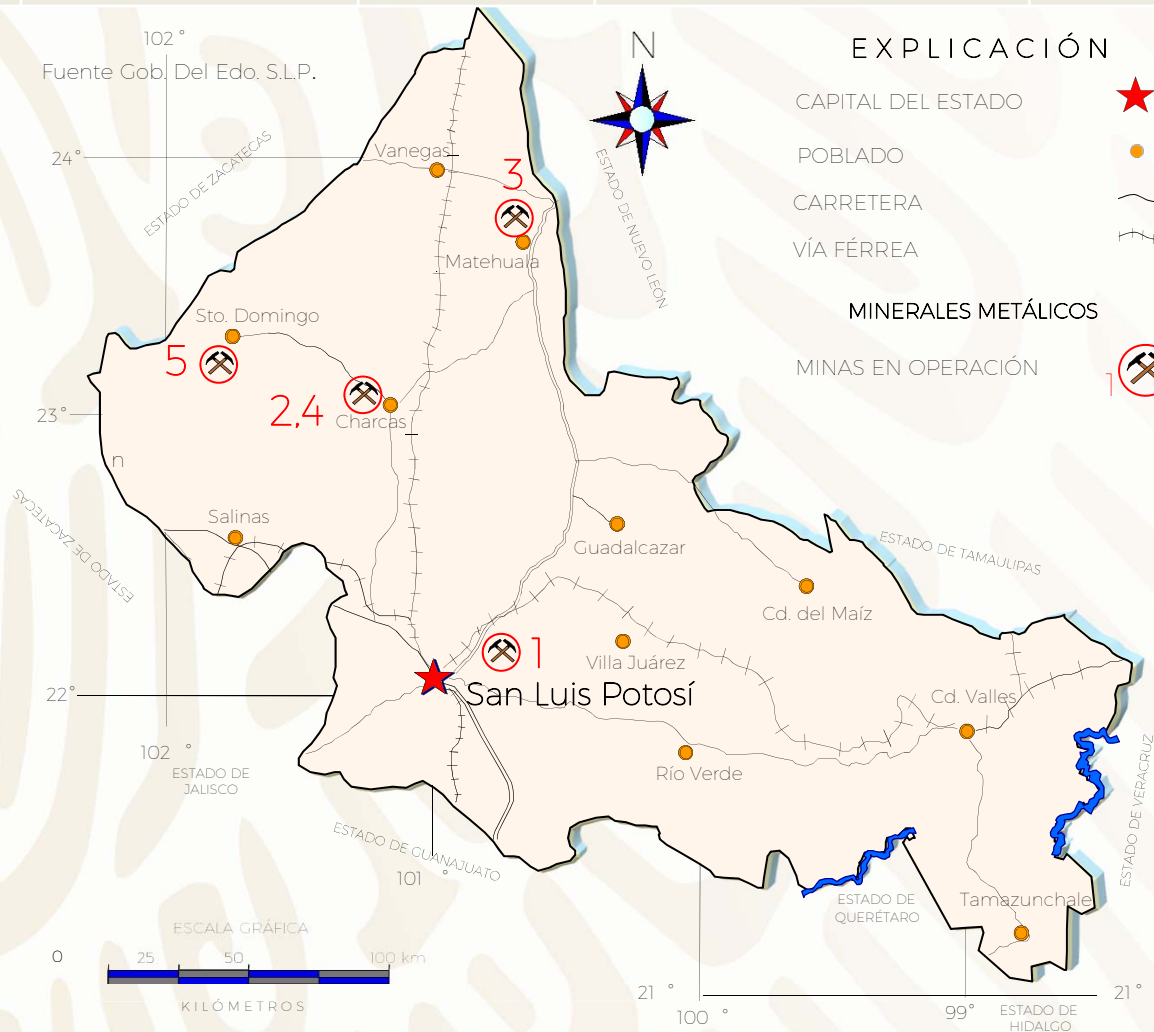 102 °
Fuente Gob. Del Edo. S.L.P.
N
EXPLICACIÓN
CAPITAL DEL ESTADO
POBLADO
CARRETERA
VÍA FÉRREA
MINERALES METÁLICOS
MINAS EN OPERACIÓN
1
24°
ESTADO DE ZACATECAS
Vanegas
3
ESTADO DE NUEVO LEÓN
Matehuala
Sto. Domingo
5
2,4
Charcas
23°
n
ESTADO DE ZACATECAS
Salinas
Guadalcazar
ESTADO DE TAMAULIPAS
Cd. del Maíz
1
Villa Juárez
San Luis Potosí
22°
Cd. Valles
102 °
ESTADO DE
JALISCO
Río Verde
ESTADO DE VERACRUZ
ESTADO DE GUANAJUATO
101 °
ESTADO DE
QUERÉTARO
Tamazunchale
ESCALA GRÁFICA
0 25 50 100 km
KILÓMETROS
21 °
21 °
100 °
99°
ESTADO DE
HIDALGO